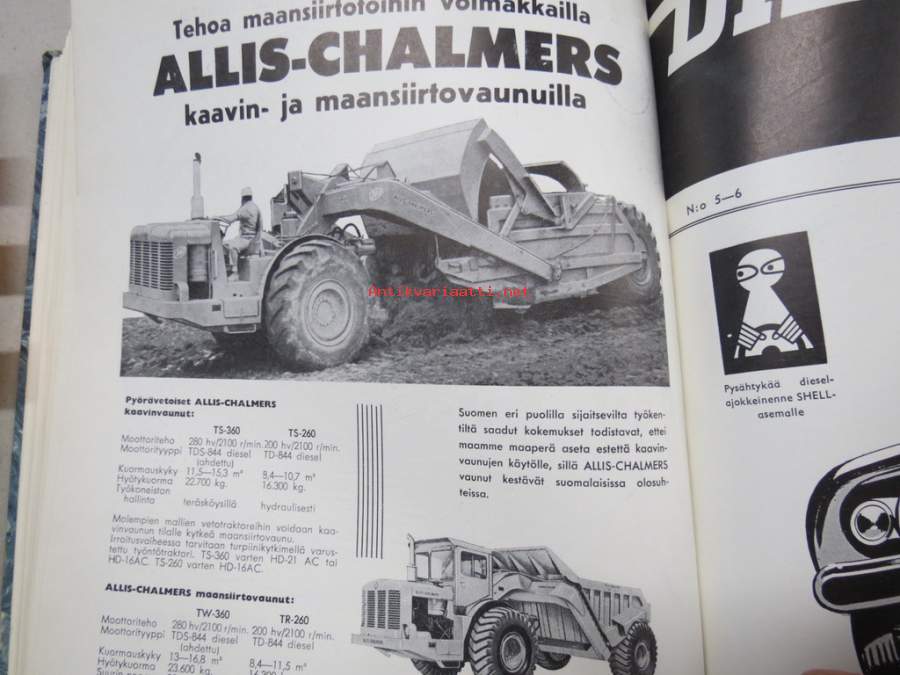 Tehoa maansiirtotöihin voimakkailla
ALLIS-CHALMERS
kaavin- ja maansiirtovaunuilla
ALLIS-CHALMERS
Antikvariaatti.net
Pyörävetoiset ALLIS-CHALMERS
kaavinvaunut:
TS-360 TS-260
Moottoriteho 280 hv/2100 r/min. 200 hv/2100 r/min.
Moottorityyppi TDS-844 diesel TD-844 diesel
(ahdettu)
Kuormauskyky 11,5—15,3 m³ 8,4—10,7 m³
Hyötykuorma 22.700 kg. 16.300 kg.
Työkoneiston
hallinta teräsköysillä hydraulisesti
Molempien mallien vetotraktoreihin voidaan kaa-
vinvaunun tilalle kytkeä maansiirtovaunu.
Irroitusvaiheessa tarvitaan turpiinikytkimellä varus-
tettu työntötraktori. TS-360 varten HD-21 AC tai
HD-16AC. TS-260 varten HD-16AC.
ALLIS-CHALMERS maansiirtovaunut:
TW-360 TR-260
Moottoriteho 280 hv/2100 r/min. 200 hv/2100 r/min.
Moottorityyppi TDS-844 diesel TD-844 diesel
(ahdettu)
Kuormauskyky 13—16,8 m³ 8,4—11,5 m³
Hyötykuorma 23.600 kg.
Suomen eri puolilla sijaitsevilta työken-
tiltä saadut kokemukset todistavat, ettei
maamme maaperä aseta estettä kaavin-
vaunujen käytölle, sillä ALLIS-CHALMERS
vaunut kestävät suomalaisissa olosuh-
teissa.
N:o 5—6
Pysähtykää diesel-
ajokkeinenne SHELL-
asemalle